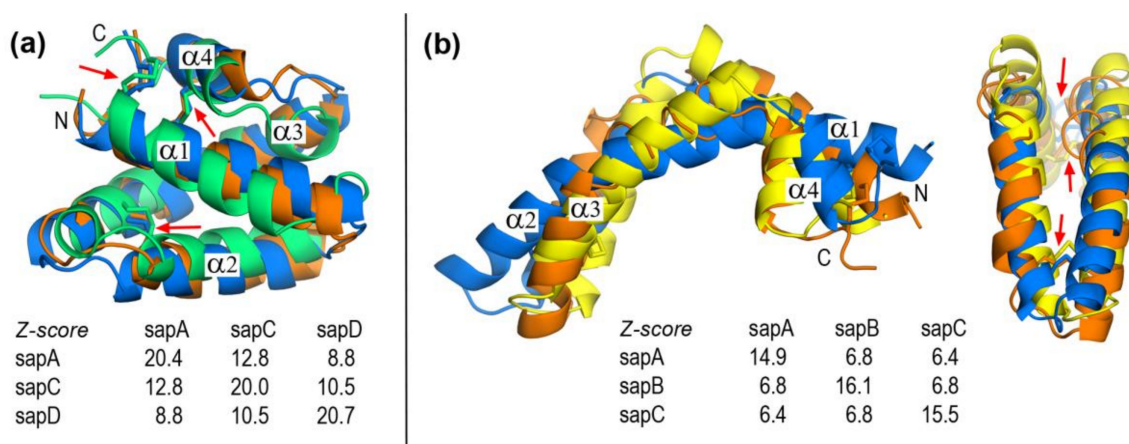 (a)
C
α4
N
α3
α1
α2
Z-score sapA sapC sapD
sapA 20.4 12.8 8.8
sapC 12.8 20.0 10.5
sapD 8.8 10.5 20.7
(b)
α1
α4
N
α2
α3
C
Z-score sapA sapB sapC
sapA 14.9 6.8 6.4
sapB 6.8 16.1 6.8
sapC 6.4 6.8 15.5